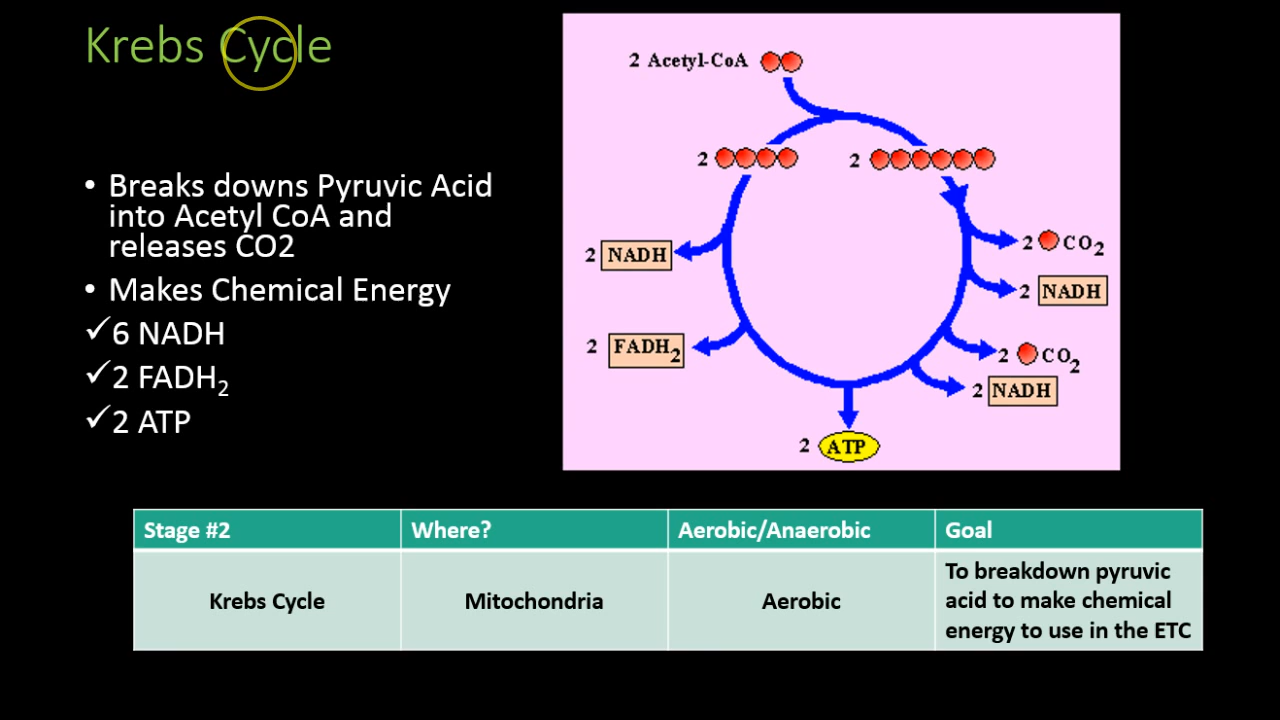 Krebs Cycle
• Breaks downs Pyruvic Acid
into Acetyl CoA and
releases CO2
• Makes Chemical Energy
✓6 NADH
✓2 FADH₂
✓2 ATP
2 Acetyl-CoA
2
2
2 CO₂
2 NADH
2 NADH
2 FADH₂
2 CO₂
2 NADH
2 ATP
Stage #2 Where? Aerobic/Anaerobic Goal
Krebs Cycle Mitochondria Aerobic To breakdown pyruvic
acid to make chemical
energy to use in the ETC